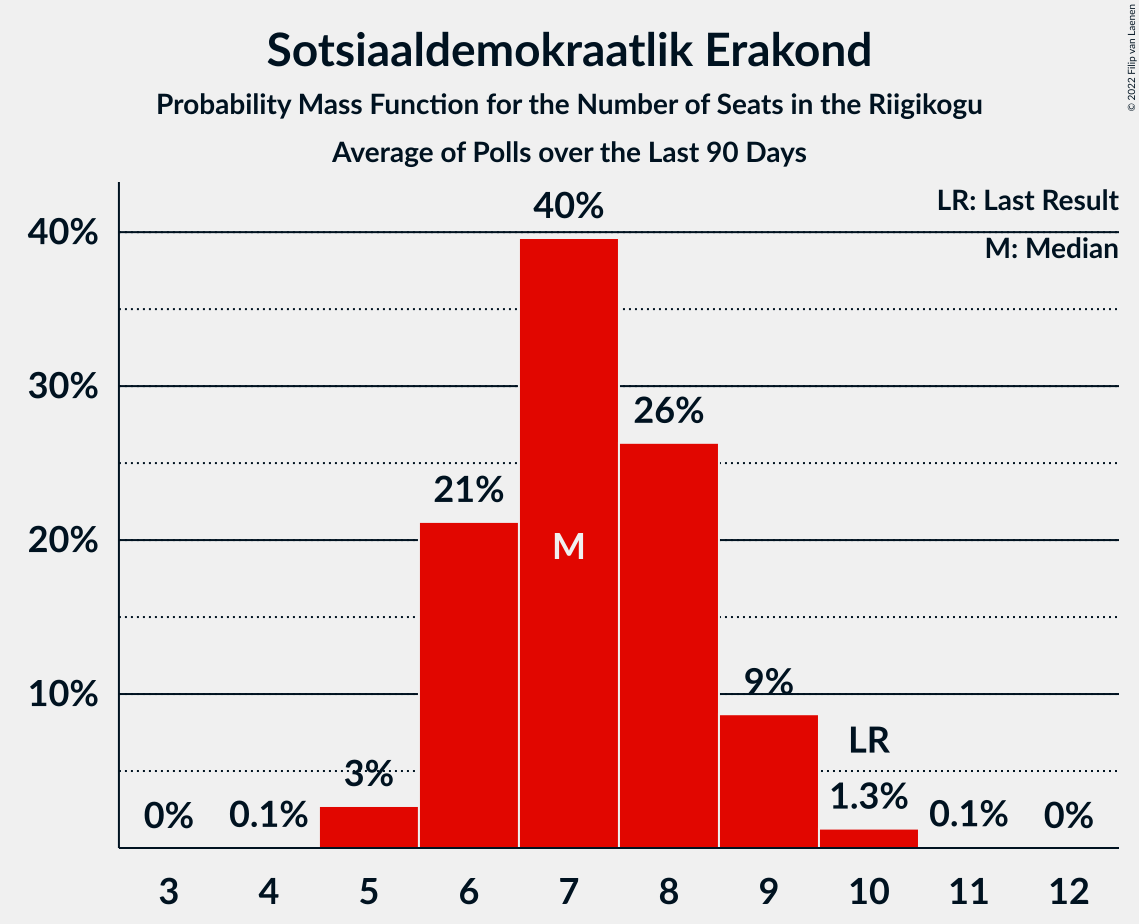 Sotsiaaldemokraatlik Erakond
Probability Mass Function for the Number of Seats in the Riigikogu
Average of Polls over the Last 90 Days
© 2022 Filip van Laenen
LR: Last Result
M: Median
40%
30%
20%
10%
0%
0.1%
3%
21%
40%
M
26%
9%
LR
1.3%
0.1%
0%
3 4 5 6 7 8 9 10 11 12